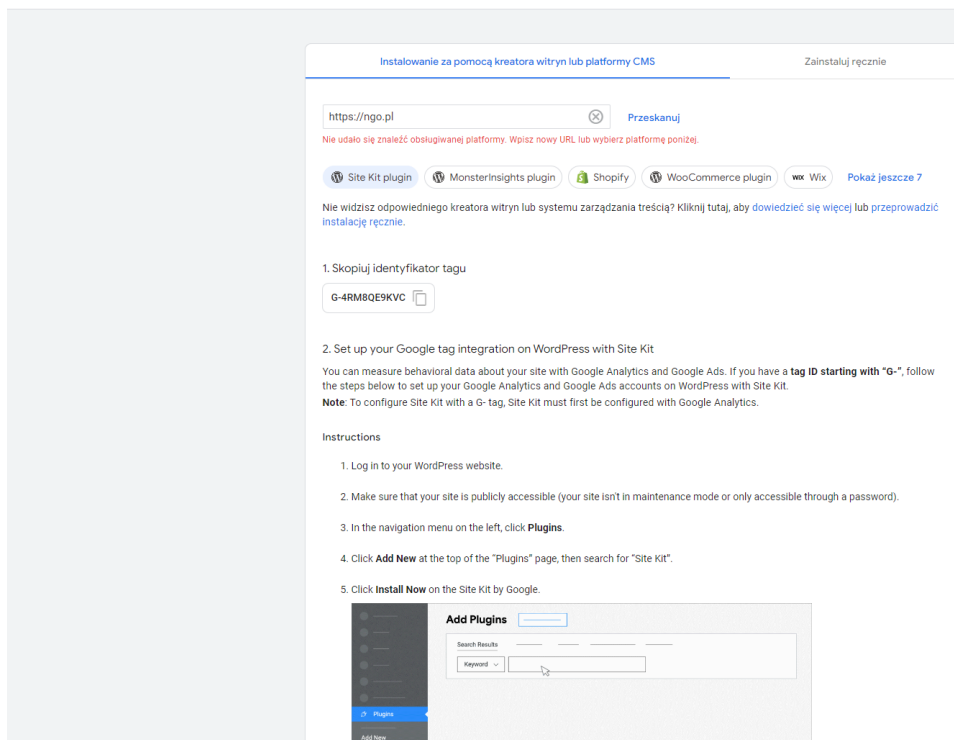 Instalowanie za pomocą kreatora witryn lub platformy CMS
Zainstaluj ręcznie
https://ngo.pl
Przeskanuj
Nie udało się znaleźć obsługiwanej platformy. Wpisz nowy URL lub wybierz platformę poniżej.
Site Kit plugin
MonsterInsights plugin
Shopify
WooCommerce plugin
WIX Wix
Pokaż jeszcze 7
Nie widzisz odpowiedniego kreatora witryn lub systemu zarządzania treścią? Kliknij tutaj, aby dowiedzieć się więcej lub przeprowadzić
instalację ręcznie.
1. Skopiuj identyfikator tagu
G-4RM8QE9KVC
2. Set up your Google tag integration on WordPress with Site Kit
You can measure behavioral data about your site with Google Analytics and Google Ads. If you have a tag ID starting with “G-”, follow
the steps below to set up your Google Analytics and Google Ads accounts on WordPress with Site Kit.
Note: To configure Site Kit with a G- tag, Site Kit must first be configured with Google Analytics.
Instructions
1. Log in to your WordPress website.
2. Make sure that your site is publicly accessible (your site isn't in maintenance mode or only accessible through a password).
3. In the navigation menu on the left, click Plugins.
4. Click Add New at the top of the “Plugins” page, then search for “Site Kit”.
5. Click Install Now on the Site Kit by Google.
Add Plugins
Search Results
Keyword
Plugins
Add New